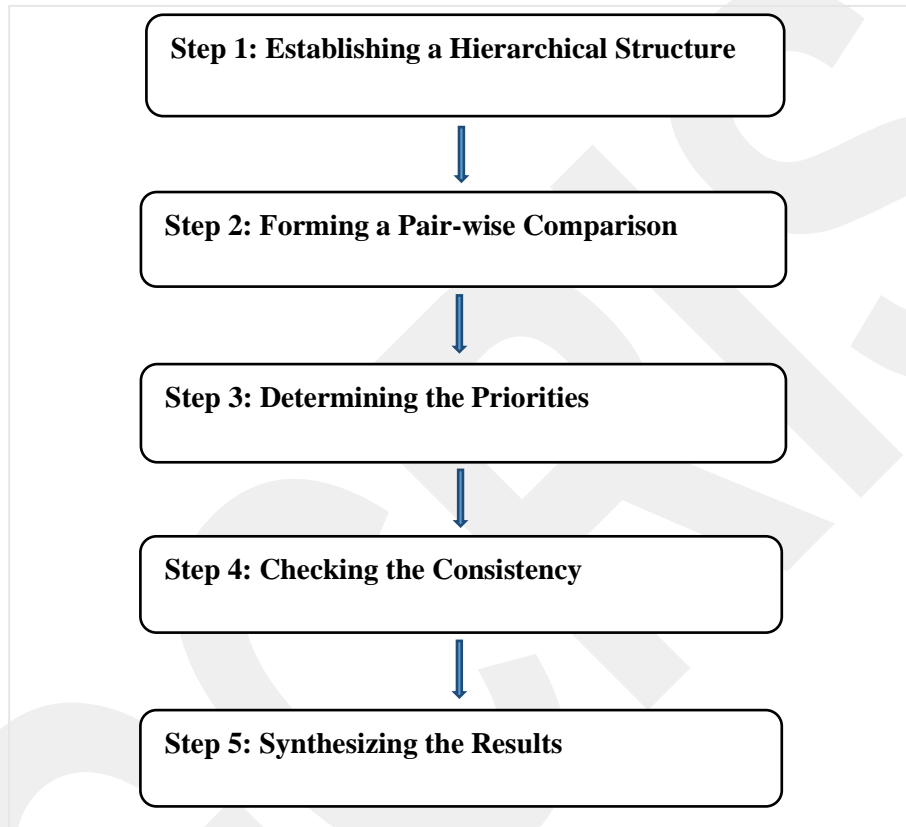 Step 1: Establishing a Hierarchical Structure
Step 2: Forming a Pair-wise Comparison
Step 3: Determining the Priorities
Step 4: Checking the Consistency
Step 5: Synthesizing the Results